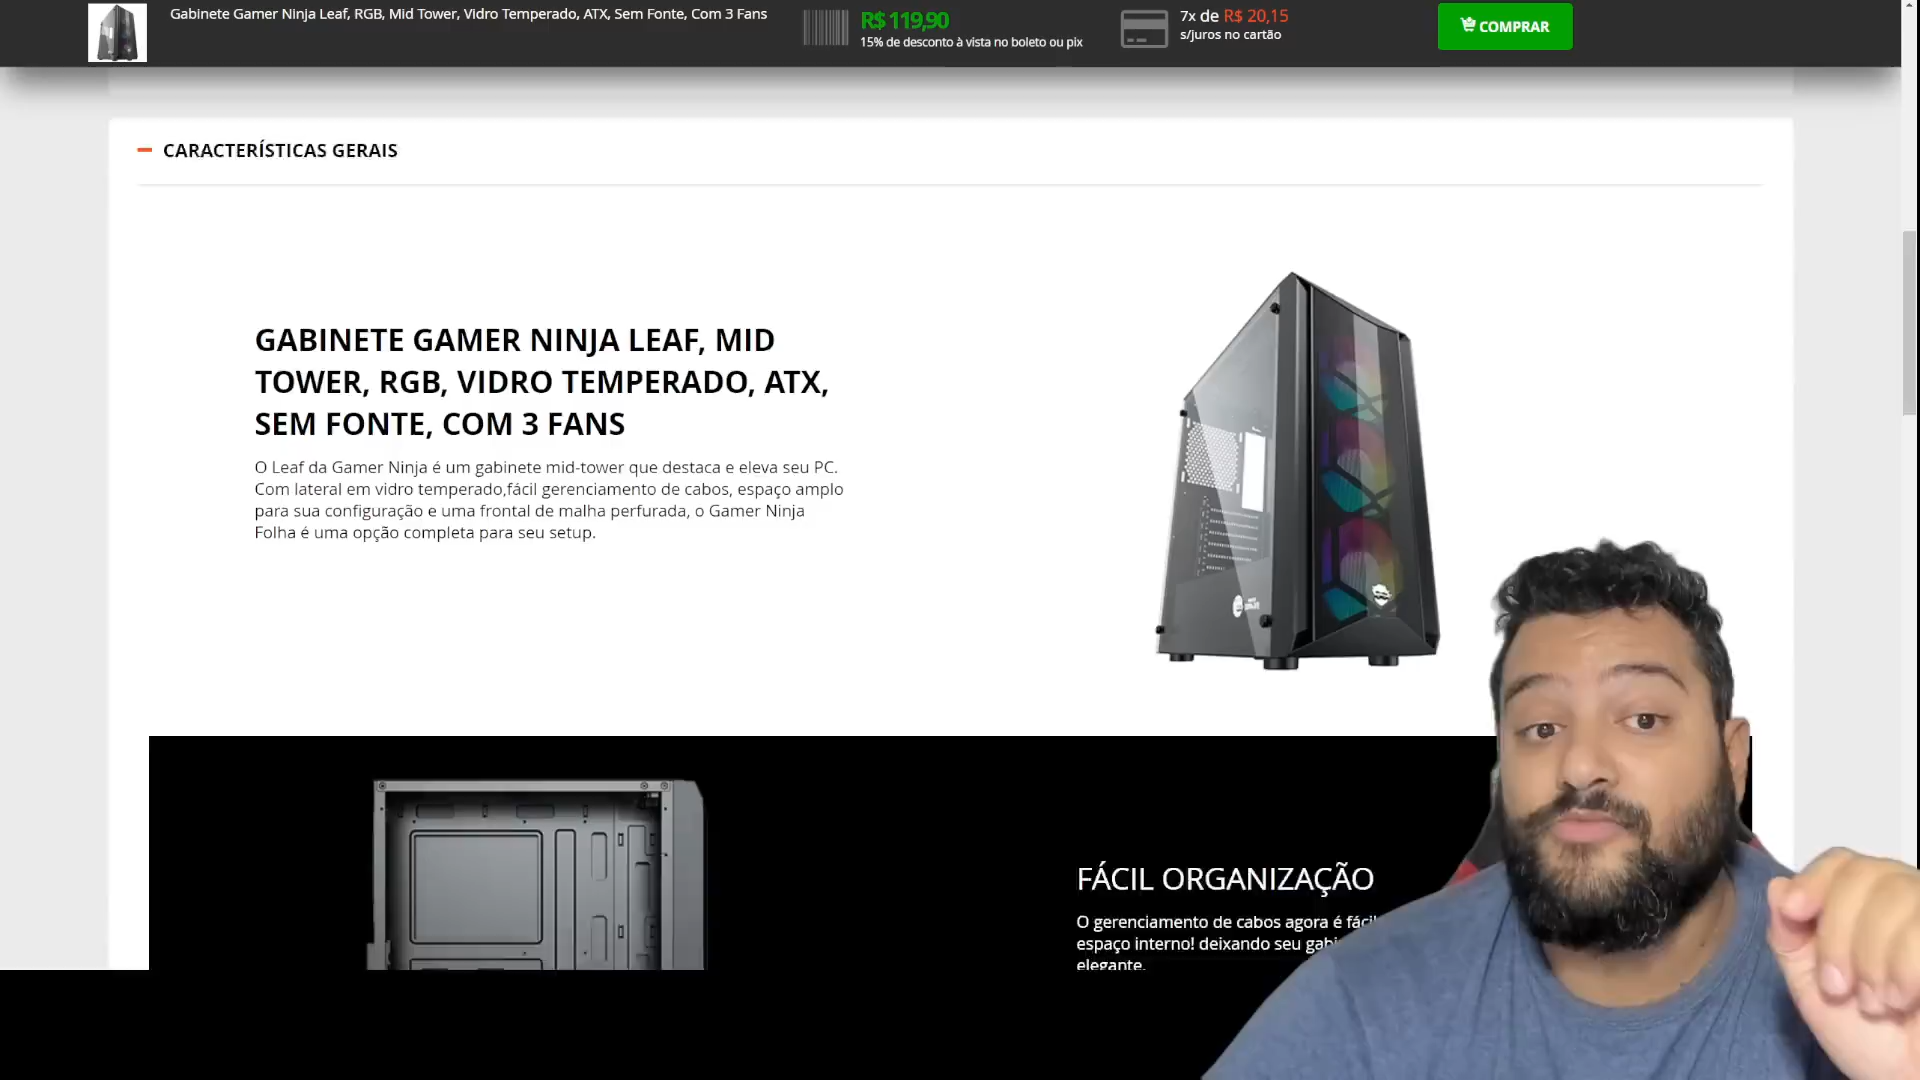 Gabinete Gamer Ninja Leaf, RGB, Mid Tower, Vidro Temperado, ATX, Sem Fonte, Com 3 Fans
R$ 119,90
15% de desconto à vista no boleto ou pix
7x de R$ 20,15
s/juros no cartão
COMPRAR
CARACTERÍSTICAS GERAIS
GABINETE GAMER NINJA LEAF, MID
TOWER, RGB, VIDRO TEMPERADO, ATX,
SEM FONTE, COM 3 FANS
O Leaf da Gamer Ninja é um gabinete mid-tower que destaca e eleva seu PC.
Com lateral em vidro temperado,fácil gerenciamento de cabos, espaço amplo
para sua configuração e uma frontal de malha perfurada, o Gamer Ninja
Folha é uma opção completa para seu setup.
FÁCIL ORGANIZAÇÃO
O gerenciamento de cabos agora é fácil
espaço interno! deixando seu
elegante.